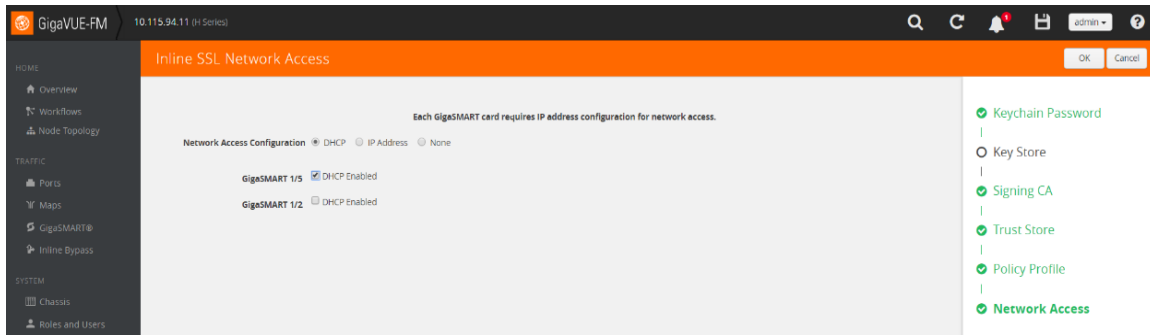 GigaVUE-FM
10.115.94.11 (H Series)
admin
Inline SSL Network Access
OK
Cancel
HOME
Overview
Workflows
Node Topology
TRAFFIC
Ports
Maps
GigaSMART®
Inline Bypass
SYSTEM
Chassis
Roles and Users
Each GigaSMART card requires IP address configuration for network access.
Network Access Configuration DHCP IP Address None
GigaSMART 1/5 DHCP Enabled
GigaSMART 1/2 DHCP Enabled
Keychain Password
Key Store
Signing CA
Trust Store
Policy Profile
Network Access
1
?